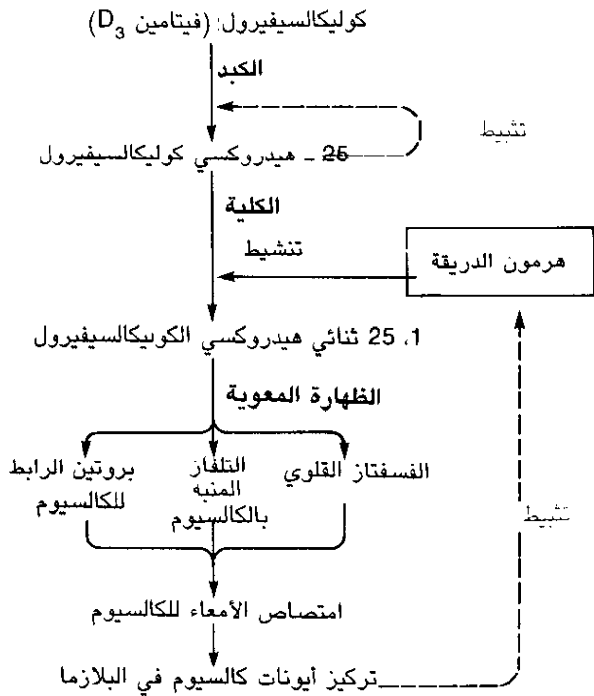 كوليكالسيفيرول: (فيتامين D₃)
الكبد
تثبيط
25 ـ هيدروكسي كوليكالسيفيرول
الكلية
تنشيط
هرمون الدريقة
1، 25 ثنائي هيدروكسي الكوليكالسيفيرول
الظهارة المعوية
الفسفتاز القلوي
التلفاز
المنبه
بالكالسيوم
بروتين الرابط
للكالسيوم
تثبيط
امتصاص الأمعاء للكالسيوم
تركيز أيونات كالسيوم في البلازما